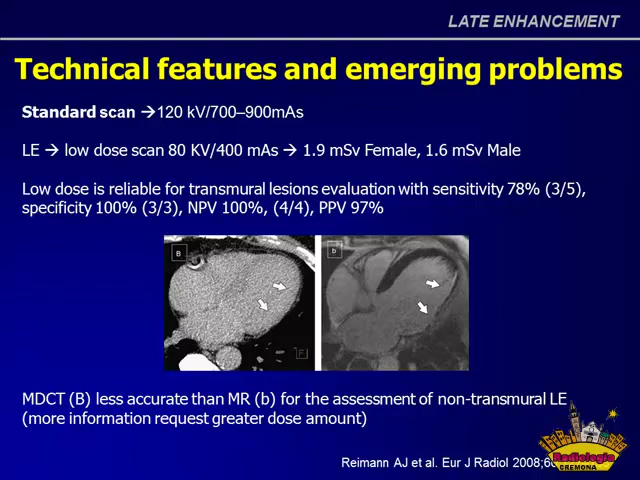 LATE ENHANCEMENT
Technical features and emerging problems
Standard scan → 120 kV/700–900mAs
LE → low dose scan 80 KV/400 mAs → 1.9 mSv Female, 1.6 mSv Male
Low dose is reliable for transmural lesions evaluation with sensitivity 78% (3/5),
specificity 100% (3/3), NPV 100%, (4/4), PPV 97%
B
b
F
MDCT (B) less accurate than MR (b) for the assessment of non-transmural LE
(more information request greater dose amount)
Reimann AJ et al. Eur J Radiol 2008;
Radiologia
CREMONA